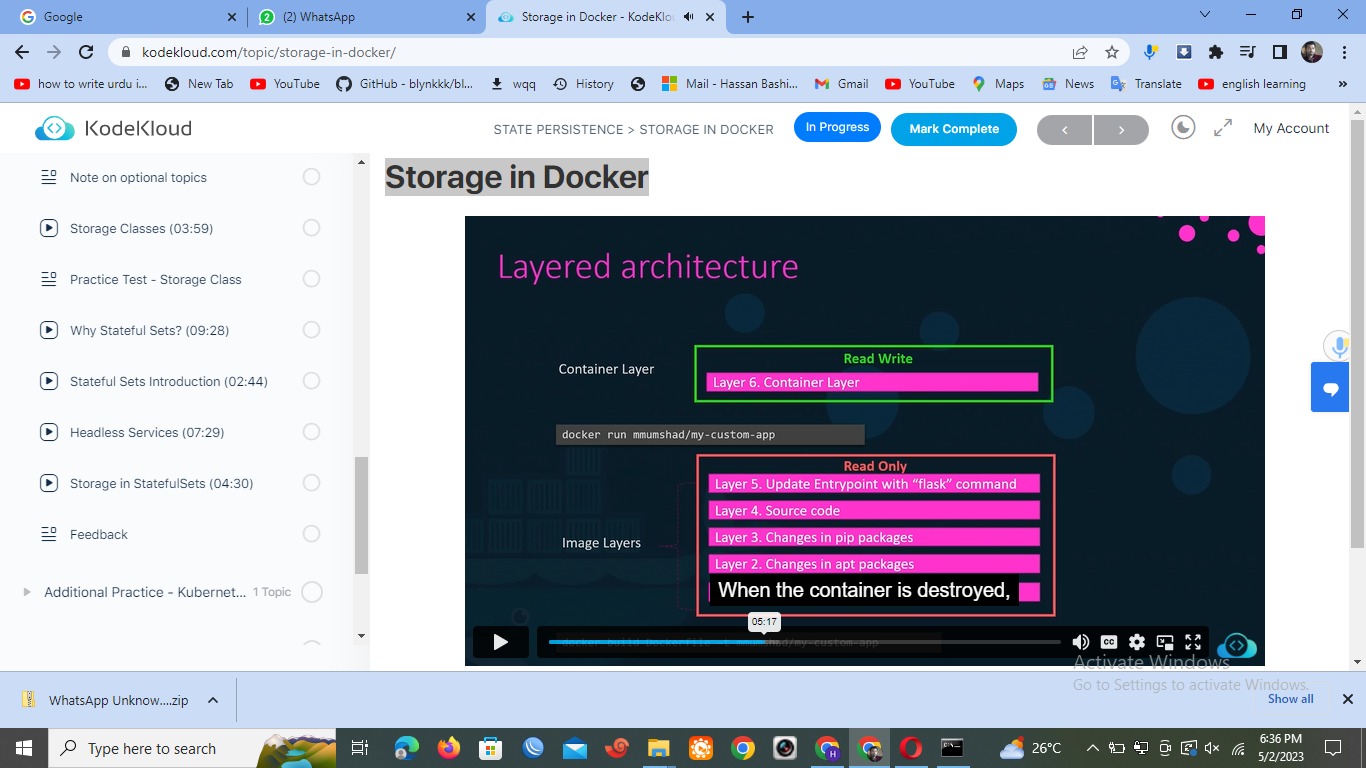 Google
(2) WhatsApp
Storage in Docker - KodeKlo
kodekloud.com/topic/storage-in-docker/
how to write urdu i...
New Tab
YouTube
GitHub - blynkkk/bl...
wqq
History
Mail - Hassan Bashi...
Gmail
YouTube
Maps
News
Translate
english learning
»
KodeKloud
STATE PERSISTENCE > STORAGE IN DOCKER
In Progress
Mark Complete
<
>
My Account
Note on optional topics
Storage Classes (03:59)
Practice Test - Storage Class
Why Stateful Sets? (09:28)
Stateful Sets Introduction (02:44)
Headless Services (07:29)
Storage in StatefulSets (04:30)
Feedback
Additional Practice - Kubernet... 1 Topic
Storage in Docker
Layered architecture
Container Layer
Read Write
Layer 6. Container Layer
docker run mmumshad/my-custom-app
Read Only
Layer 5. Update Entrypoint with “flask” command
Layer 4. Source code
Image Layers
Layer 3. Changes in pip packages
Layer 2. Changes in apt packages
When the container is destroyed,
05:17
docker build Dockerfile -t mmumshad/my-custom-app
CC
Activate Windows
Go to Settings to activate Windows.
WhatsApp Unknow....zip
Show all
Type here to search
26°C
6:36 PM
5/2/2023